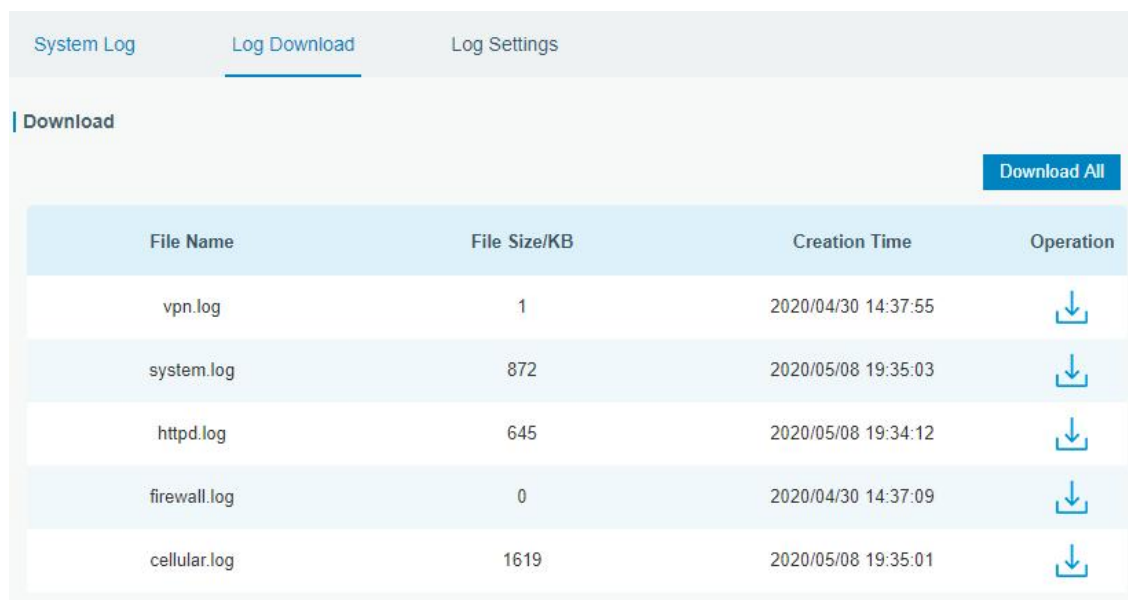 System Log Log Download Log Settings
Download
Download All
File Name File Size/KB Creation Time Operation
vpn.log 1 2020/04/30 14:37:55
system.log 872 2020/05/08 19:35:03
httpd.log 645 2020/05/08 19:34:12
firewall.log 0 2020/04/30 14:37:09
cellular.log 1619 2020/05/08 19:35:01